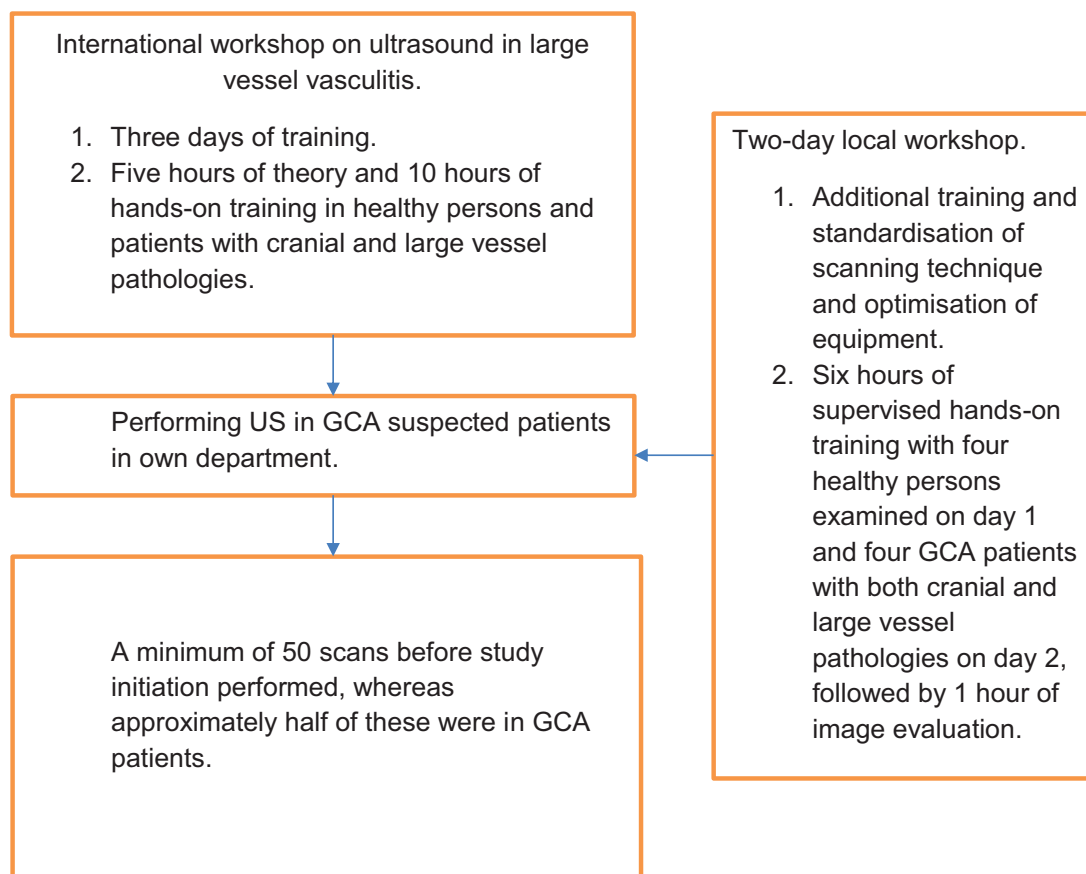 International workshop on ultrasound in large
vessel vasculitis.
1. Three days of training.
2. Five hours of theory and 10 hours of
hands-on training in healthy persons and
patients with cranial and large vessel
pathologies.
Performing US in GCA suspected patients
in own department.
A minimum of 50 scans before study
initiation performed, whereas
approximately half of these were in GCA
patients.
Two-day local workshop.
1. Additional training and
standardisation of
scanning technique
and optimisation of
equipment.
2. Six hours of
supervised hands-on
training with four
healthy persons
examined on day 1
and four GCA patients
with both cranial and
large vessel
pathologies on day 2,
followed by 1 hour of
image evaluation.